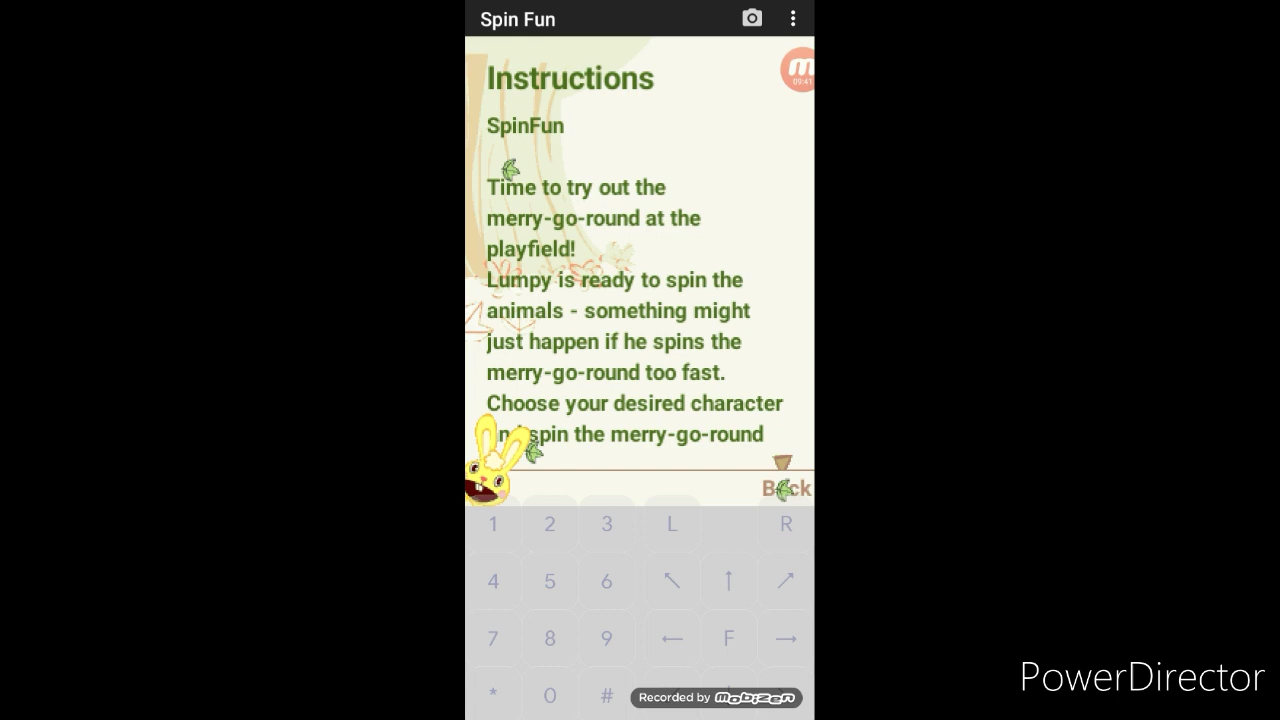 Spin Fun
09:41
Instructions
SpinFun
Time to try out the
merry-go-round at the
playfield!
Lumpy is ready to spin the
animals - something might
just happen if he spins the
merry-go-round too fast.
Choose your desired character
spin the merry-go-round
Back
1 2 3 L R
4 5 6 ↖ ↑ ↗
7 8 9 ← F →
* 0 #
Recorded by mobizen
PowerDirector